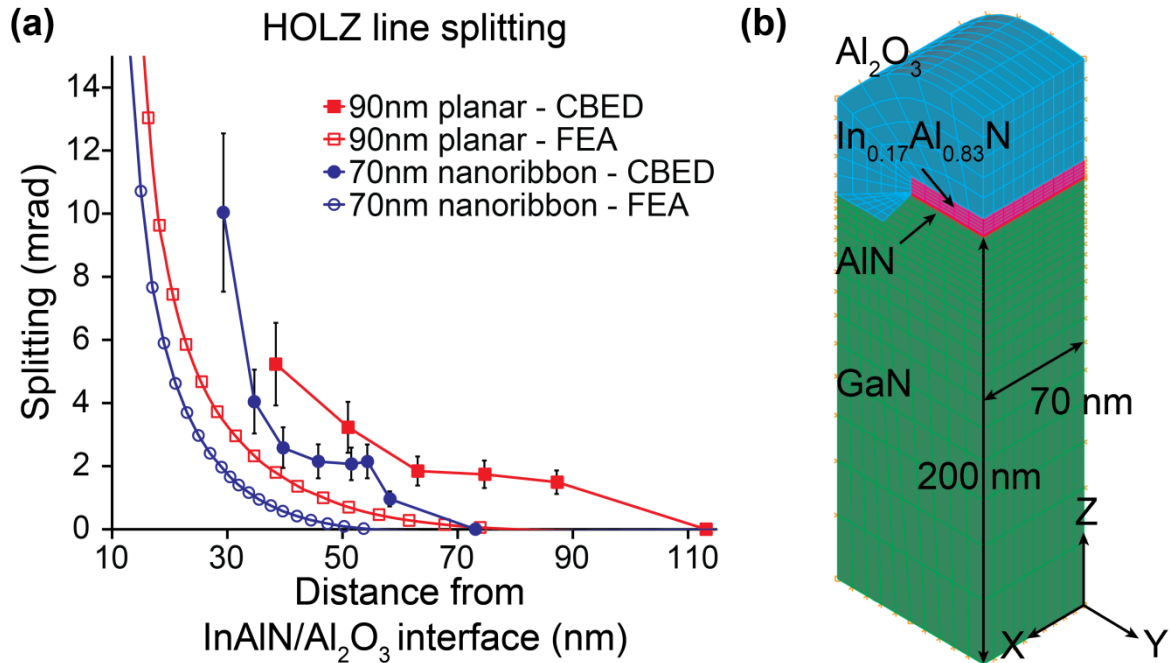 (a)
HOLZ line splitting
Splitting (mrad)
14
12
10
8
6
4
2
0
90nm planar - CBED
90nm planar - FEA
70nm nanoribbon - CBED
70nm nanoribbon - FEA
10 30 50 70 90 110
Distance from
InAlN/Al₂O₃ interface (nm)
(b)
Al₂O₃
In₀.₁₇Al₀.₈₃N
AlN
GaN
70 nm
200 nm
Z
X
Y